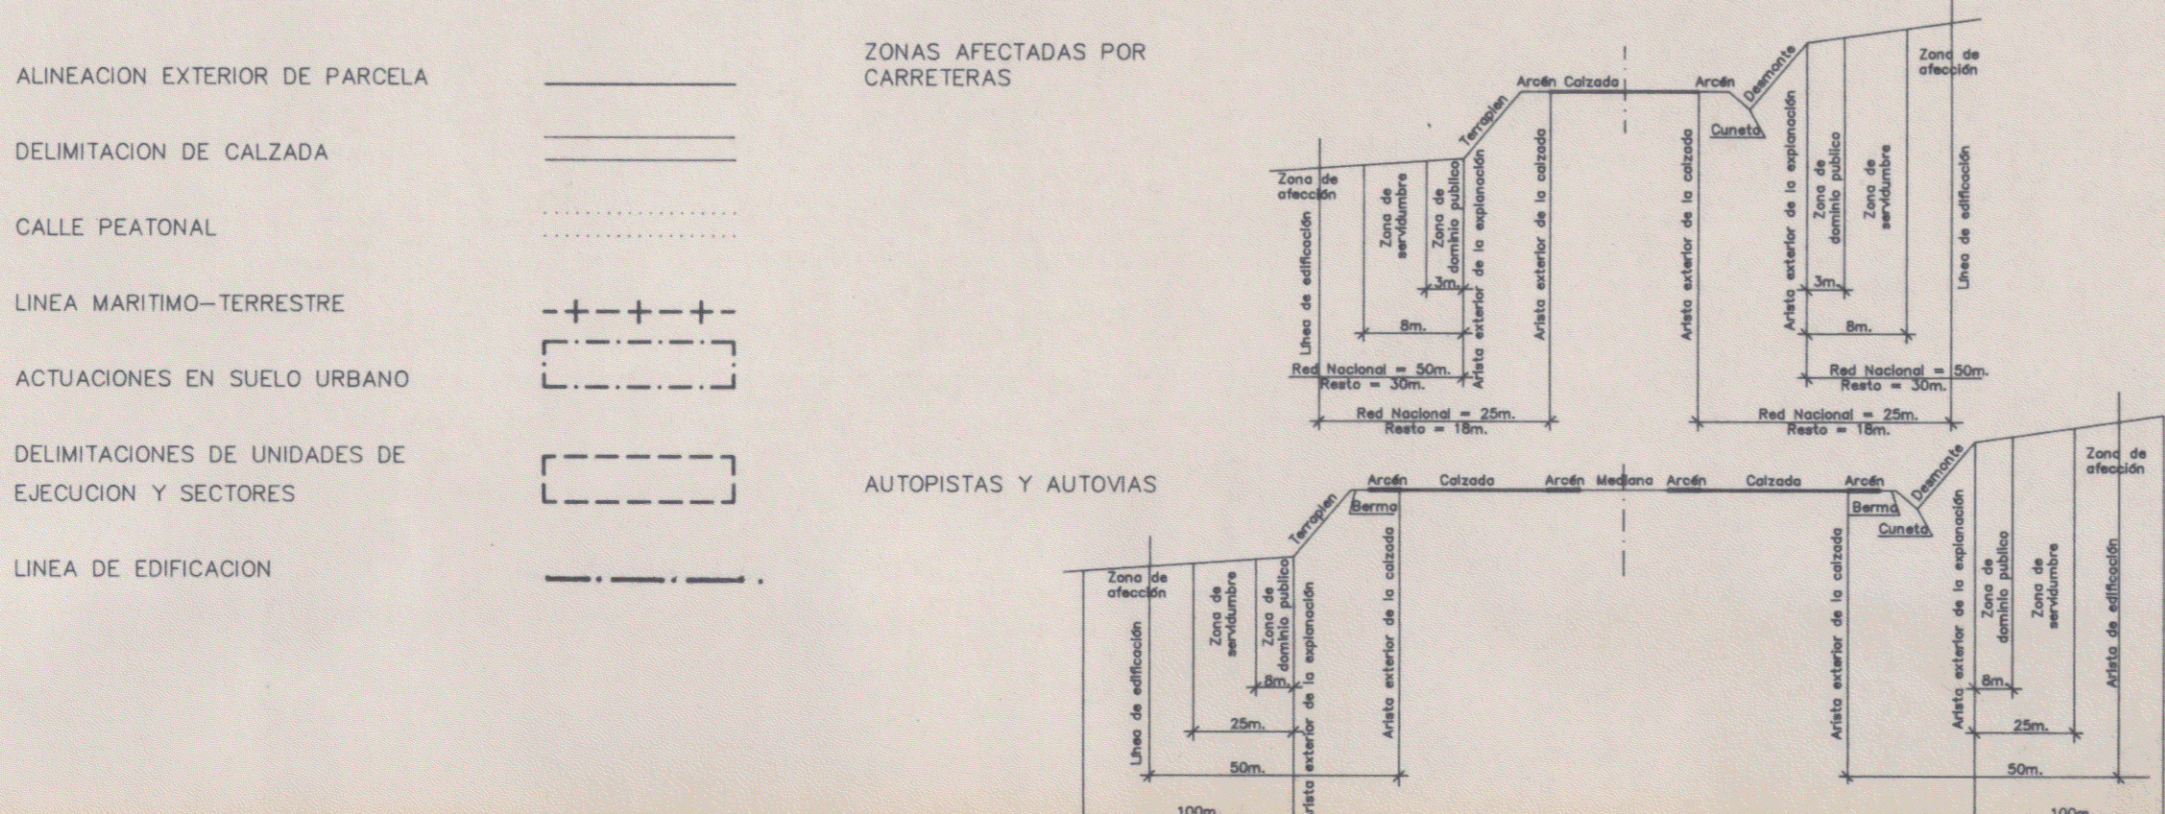 ALINEACION EXTERIOR DE PARCELA
DELIMITACION DE CALZADA
CALLE PEATONAL
LINEA MARITIMO-TERRESTRE
ACTUACIONES EN SUELO URBANO
DELIMITACIONES DE UNIDADES DE
EJECUCION Y SECTORES
LINEA DE EDIFICACION
ZONAS AFECTADAS POR
CARRETERAS
Zona de
afección
Línea de edificación
Zona de
servidumbre
Zona de
dominio publico
Arista exterior de la explanación
Terraplen
Arcén
Calzada
Arista exterior de la calzada
Arista exterior de la calzada
Arcén
Cuneta
Desmonte
Arista exterior de la explanación
Zona de
dominio publico
Zona de
servidumbre
Zona de
afección
Línea de edificación
3m.
8m.
Red Nacional = 50m.
Resto = 30m.
Red Nacional = 25m.
Resto = 18m.
3m.
8m.
Red Nacional = 50m.
Resto = 30m.
Red Nacional = 25m.
Resto = 18m.
AUTOPISTAS Y AUTOVIAS
Zona de
afección
Línea de edificación
Zona de
servidumbre
Zona de
dominio publico
Arista exterior de la explanación
Terraplen
Arcén
Berma
Calzada
Arcén
Mediana
Arcén
Calzada
Arcén
Berma
Cuneta
Desmonte
Arista exterior de la calzada
Arista exterior de la calzada
Arista exterior de la explanación
Zona de
dominio publico
Zona de
servidumbre
Zona de
afección
Arista de edificación
8m.
25m.
50m.
100m.
8m.
25m.
50m.
100m.